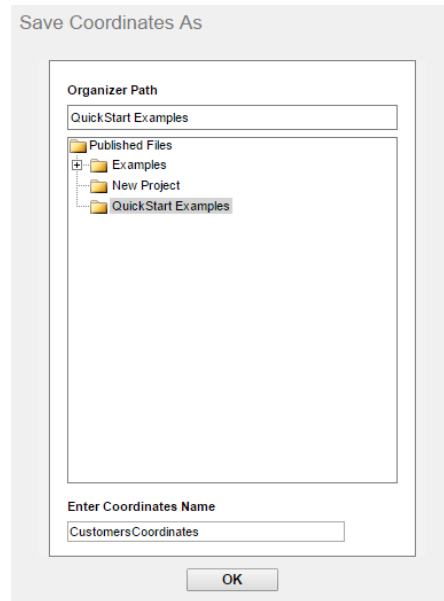 Save Coordinates As
Organizer Path
QuickStart Examples
Published Files
Examples
New Project
QuickStart Examples
Enter Coordinates Name
CustomersCoordinates
OK